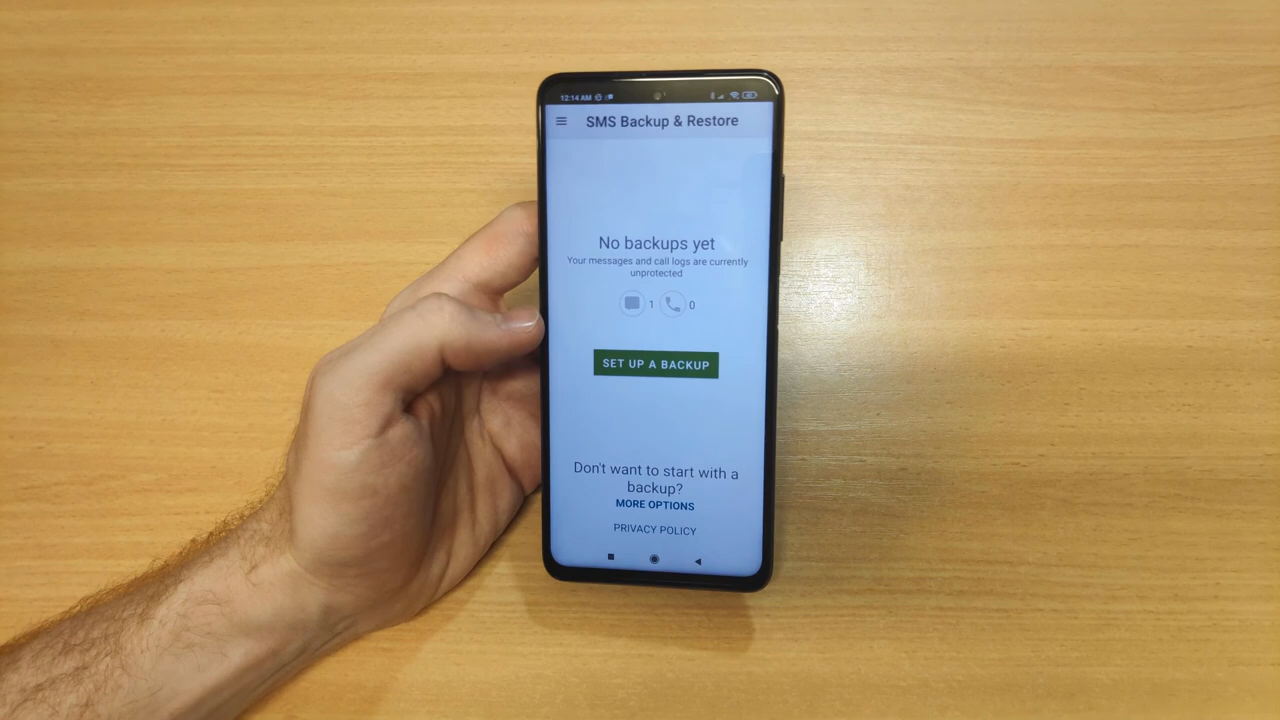 12:14 AM
SMS Backup & Restore
No backups yet
Your messages and call logs are currently
unprotected
1 0
SET UP A BACKUP
Don't want to start with a
backup?
MORE OPTIONS
PRIVACY POLICY